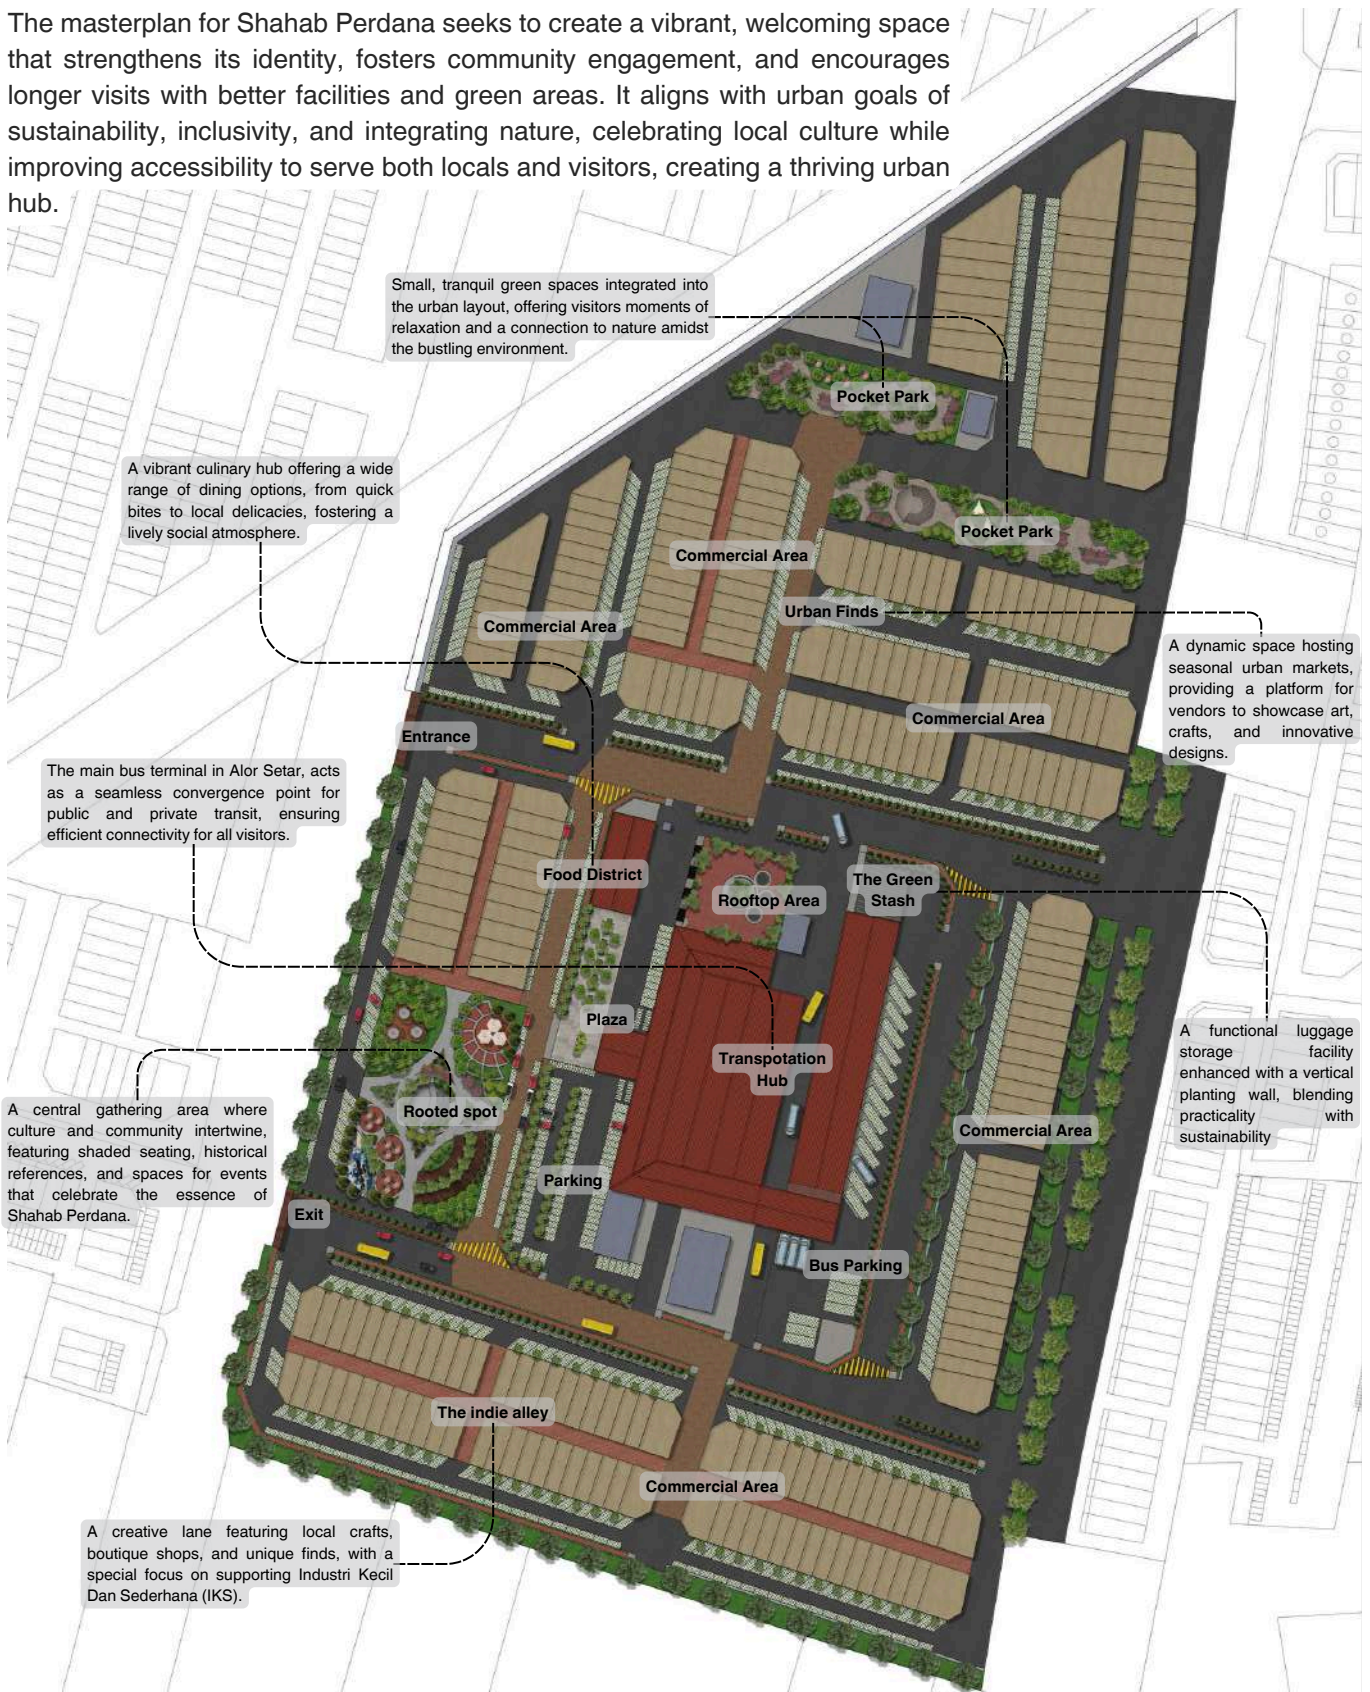 The masterplan for Shahab Perdana seeks to create a vibrant, welcoming space
that strengthens its identity, fosters community engagement, and encourages
longer visits with better facilities and green areas. It aligns with urban goals of
sustainability, inclusivity, and integrating nature, celebrating local culture while
improving accessibility to serve both locals and visitors, creating a thriving urban
hub.
Small, tranquil green spaces integrated into
the urban layout, offering visitors moments of
relaxation and a connection to nature amidst
the bustling environment.
Pocket Park
A vibrant culinary hub offering a wide
range of dining options, from quick
bites to local delicacies, fostering a
lively social atmosphere.
Pocket Park
Commercial Area
Urban Finds
Commercial Area
A dynamic space hosting
seasonal urban markets,
providing a platform for
vendors to showcase art,
crafts, and innovative
designs.
Commercial Area
Entrance
The main bus terminal in Alor Setar, acts
as a seamless convergence point for
public and private transit, ensuring
efficient connectivity for all visitors.
Food District
Rooftop Area
The Green
Stash
Plaza
Transpotation
Hub
A functional luggage
storage facility
enhanced with a vertical
planting wall, blending
practicality with
sustainability
A central gathering area where
culture and community intertwine,
featuring shaded seating, historical
references, and spaces for events
that celebrate the essence of
Shahab Perdana.
Rooted spot
Commercial Area
Parking
Exit
Bus Parking
The indie alley
Commercial Area
A creative lane featuring local crafts,
boutique shops, and unique finds, with a
special focus on supporting Industri Kecil
Dan Sederhana (IKS).